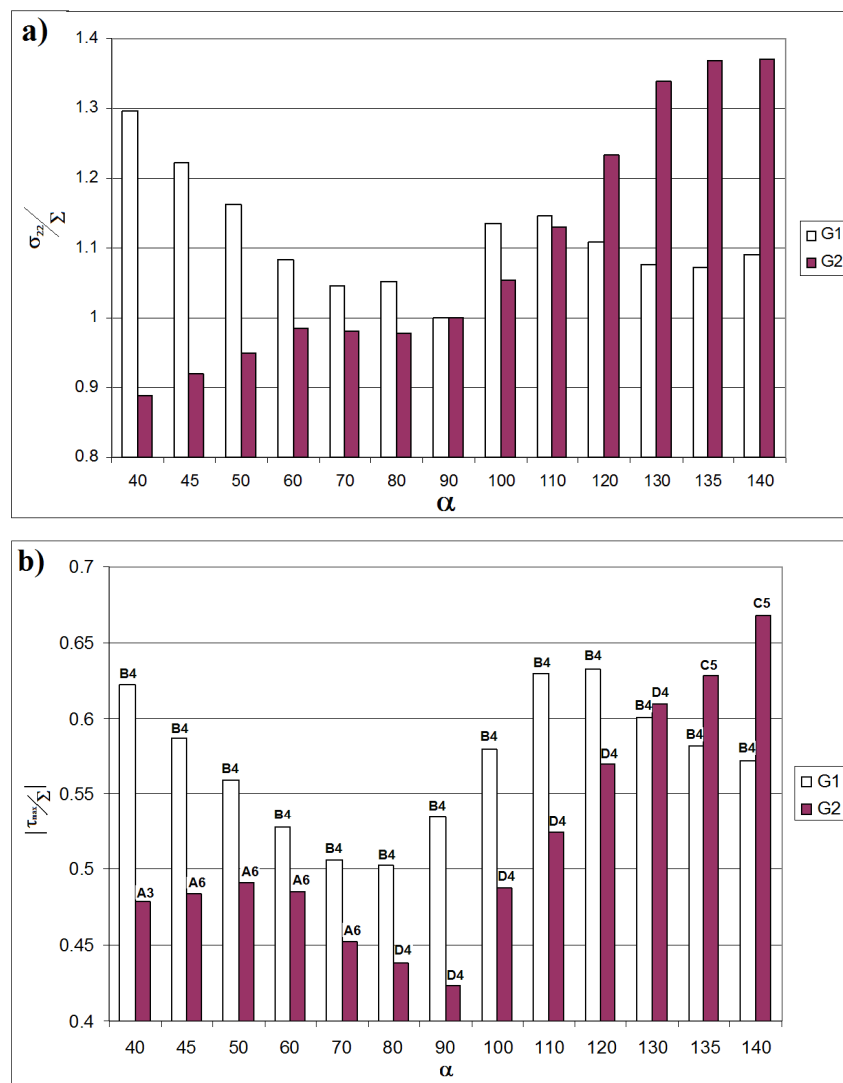 a)
σ22/Σ
1.4
1.3
1.2
1.1
1
0.9
0.8
40 45 50 60 70 80 90 100 110 120 130 135 140
α
G1
G2
b)
|τmax/Σ|
0.7
0.65
0.6
0.55
0.5
0.45
0.4
B4 A3 B4 A6 B4 A6 B4 A6 B4 A6 B4 D4 B4 D4 B4 D4 B4 D4 B4 D4 B4 D4 B4 C5 B4 C5
40 45 50 60 70 80 90 100 110 120 130 135 140
α
G1
G2